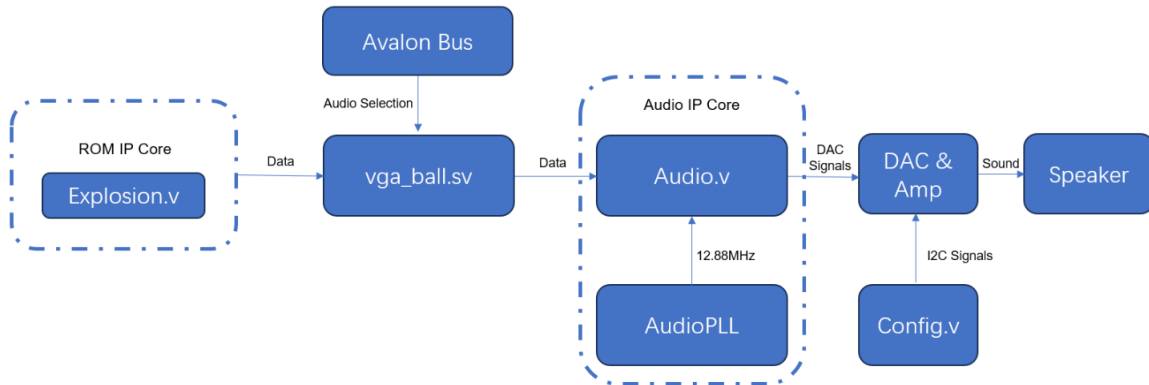 Avalon Bus
Audio Selection
Audio IP Core
ROM IP Core
Explosion.v
Data
vga_ball.sv
Data
Audio.v
DAC
Signals
DAC &
Amp
Sound
Speaker
12.88MHz
I2C Signals
AudioPLL
Config.v